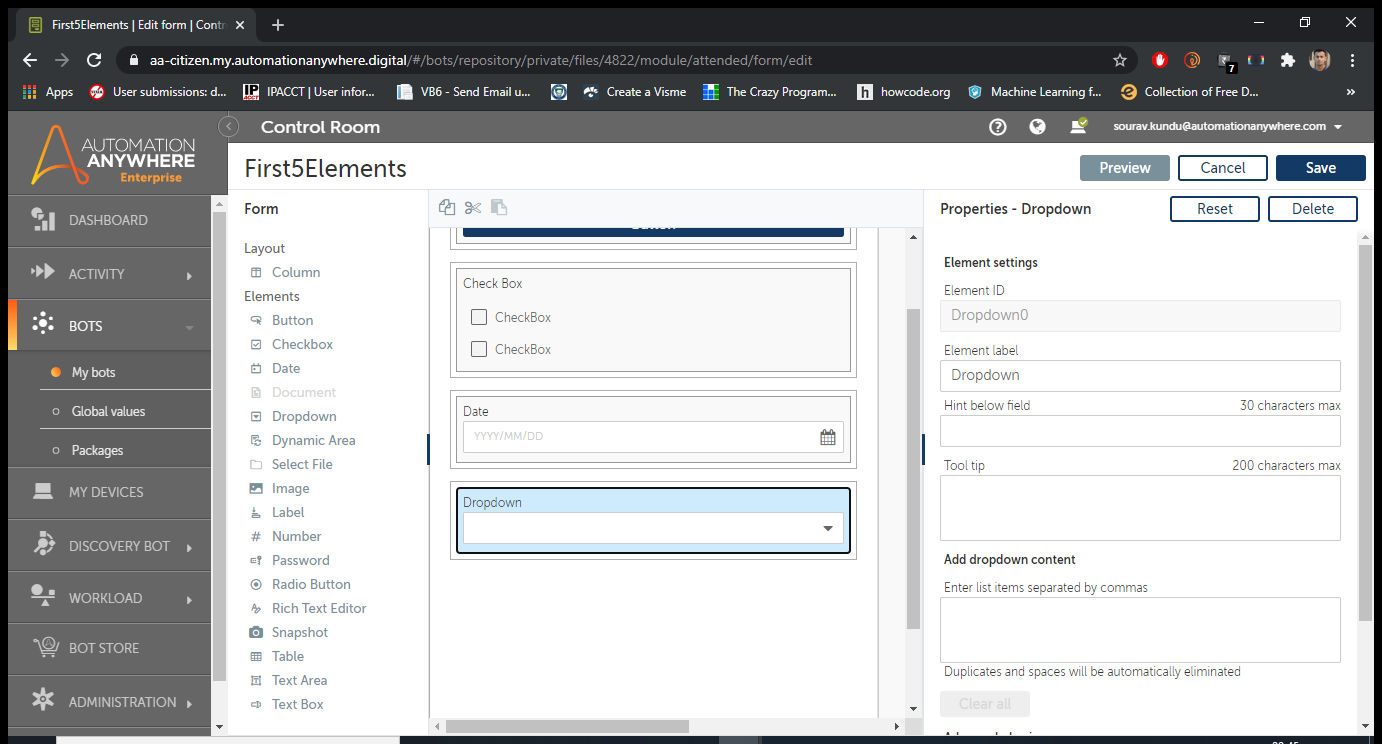 First5Elements | Edit form | Contr
aa-citizen.my.automationanywhere.digital/#/bots/repository/private/files/4822/module/attended/form/edit
7
Apps
User submissions: d...
IPACCT | User infor...
VB6 - Send Email u...
Create a Visme
The Crazy Program...
howcode.org
Machine Learning f...
Collection of Free D...
»
AUTOMATION
ANYWHERE
Enterprise
Control Room
sourav.kundu@automationanywhere.com
First5Elements
Preview
Cancel
Save
DASHBOARD
ACTIVITY
BOTS
My bots
Global values
Packages
MY DEVICES
DISCOVERY BOT
WORKLOAD
BOT STORE
ADMINISTRATION
Form
Layout
Column
Elements
Button
Checkbox
Date
Document
Dropdown
Dynamic Area
Select File
Image
Label
Number
Password
Radio Button
Rich Text Editor
Snapshot
Table
Text Area
Text Box
Check Box
CheckBox
CheckBox
Date
YYYY/MM/DD
Dropdown
Properties - Dropdown
Reset
Delete
Element settings
Element ID
Dropdown0
Element label
Dropdown
Hint below field
30 characters max
Tool tip
200 characters max
Add dropdown content
Enter list items separated by commas
Duplicates and spaces will be automatically eliminated
Clear all